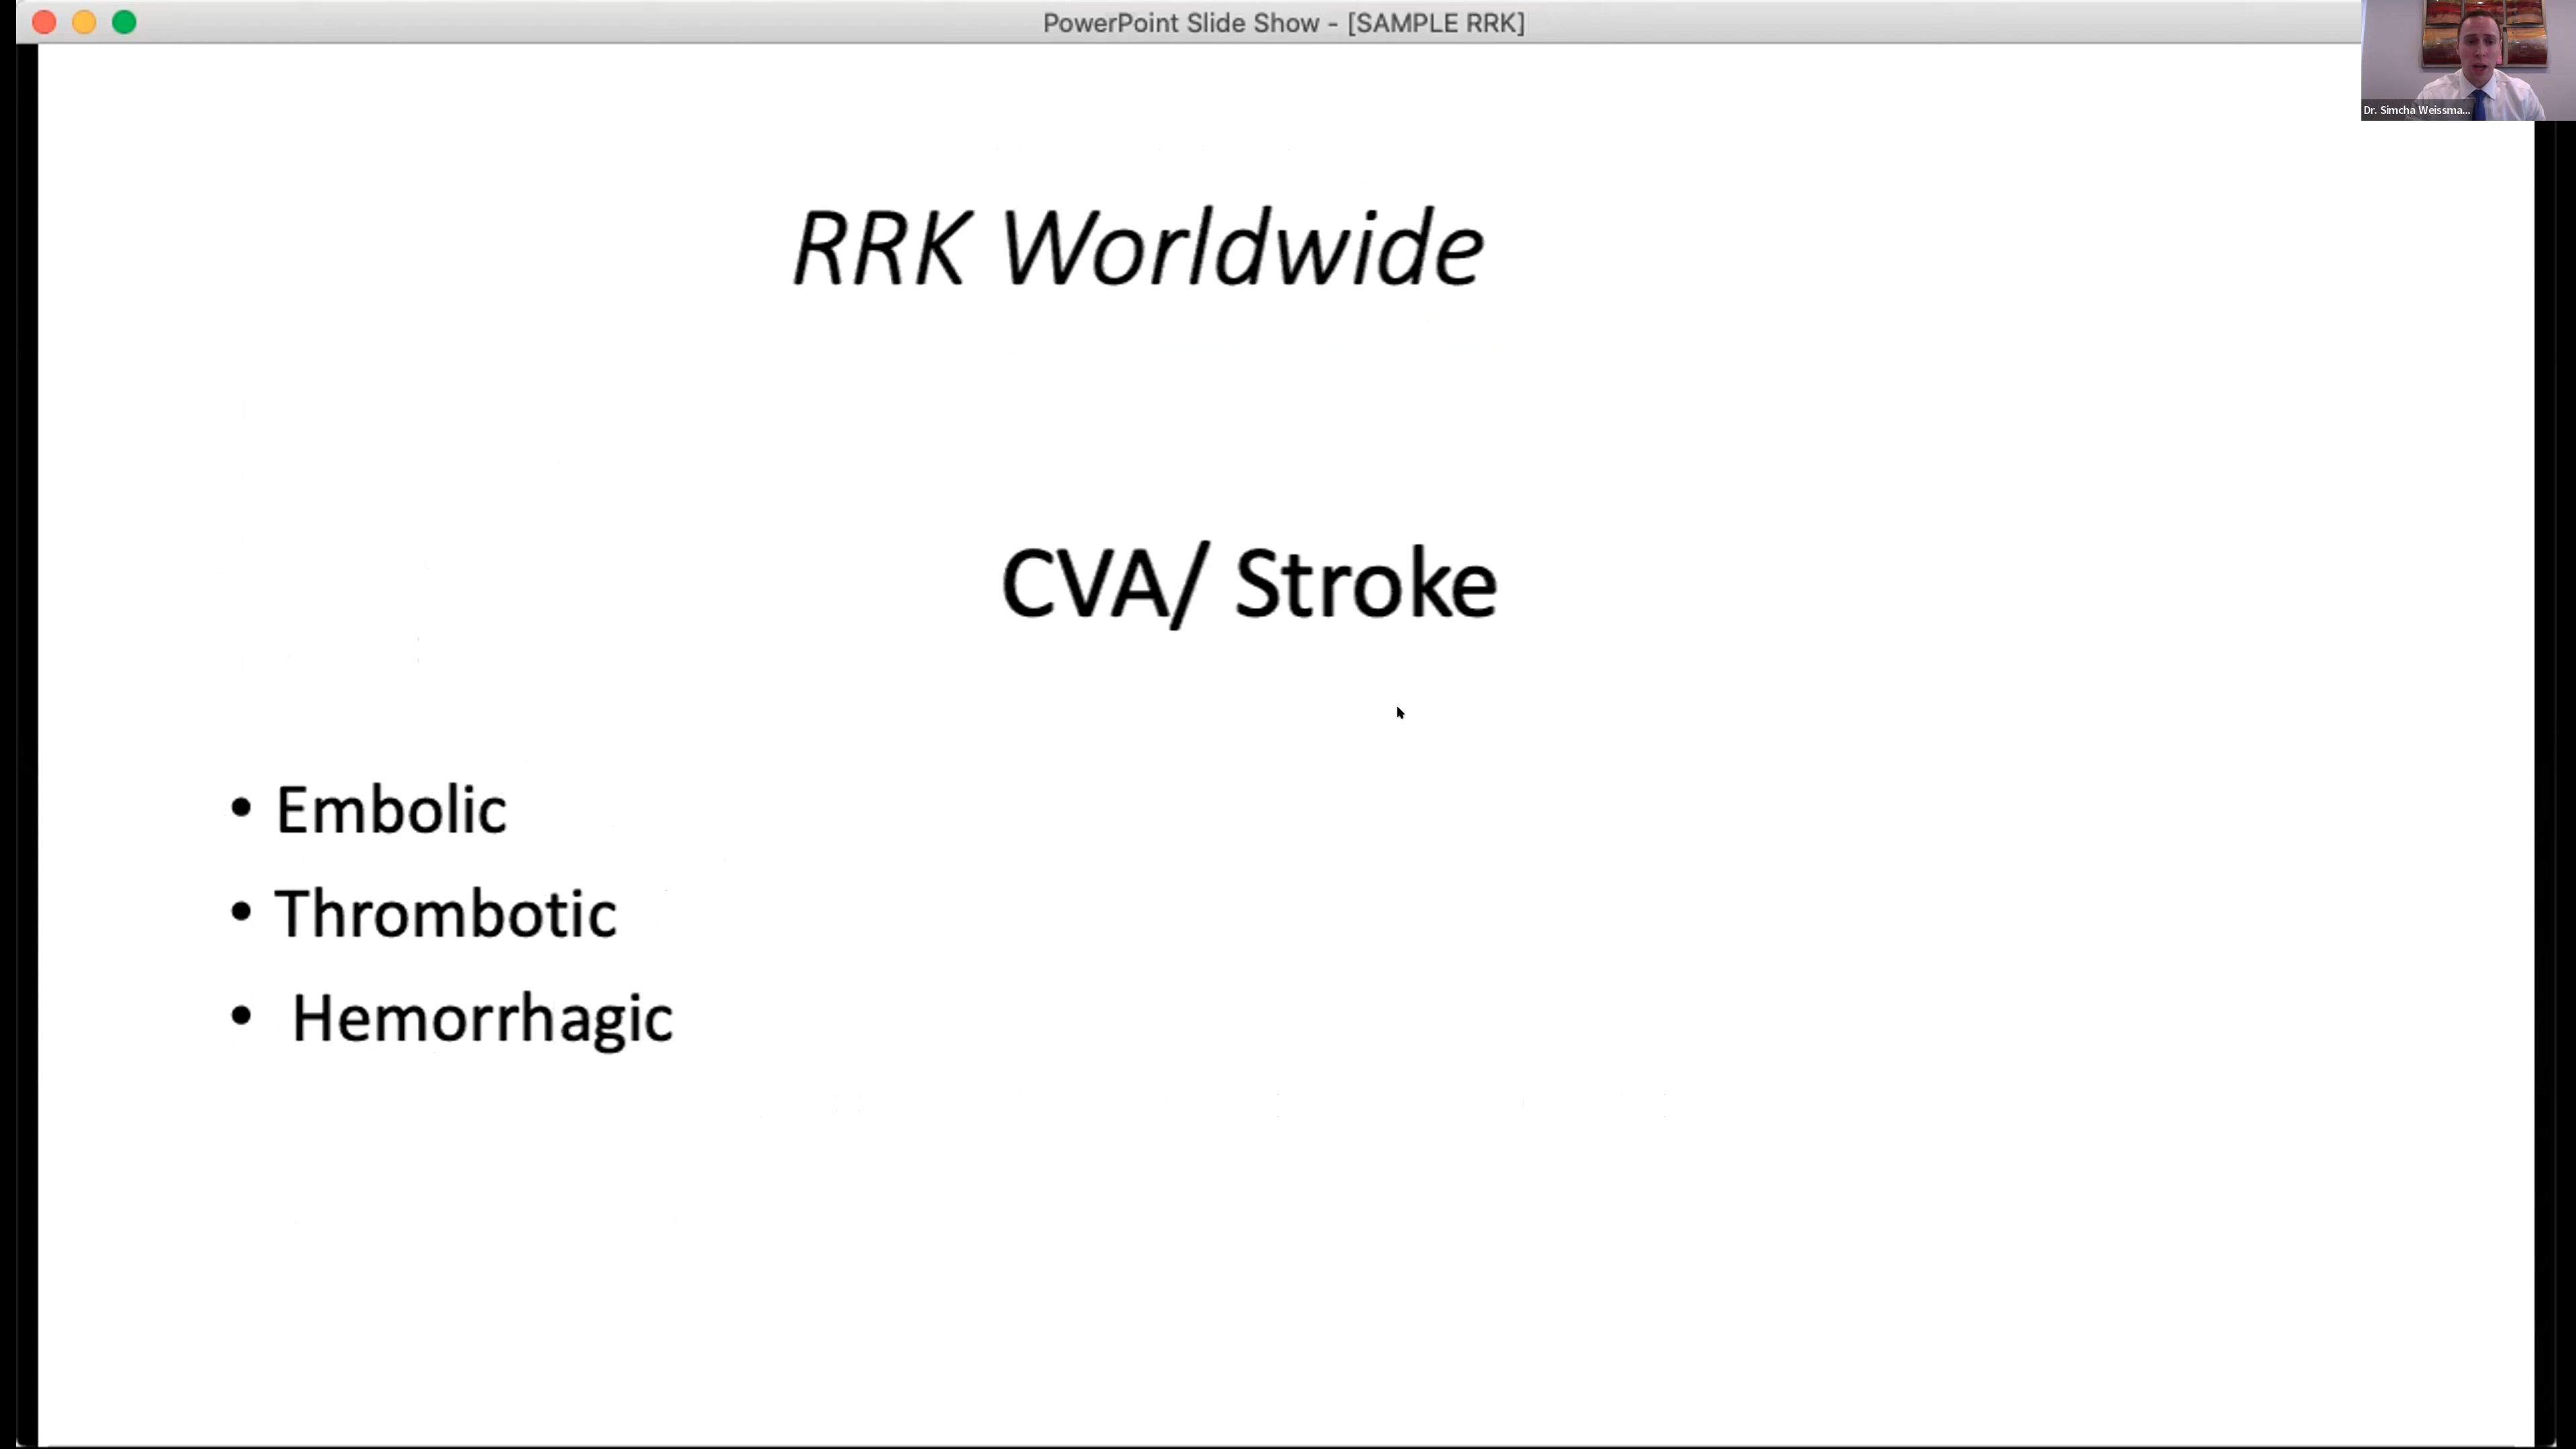 PowerPoint Slide Show - [SAMPLE RRK]
Dr. Simcha Weissma...
RRK Worldwide
CVA/ Stroke
• Embolic
• Thrombotic
• Hemorrhagic